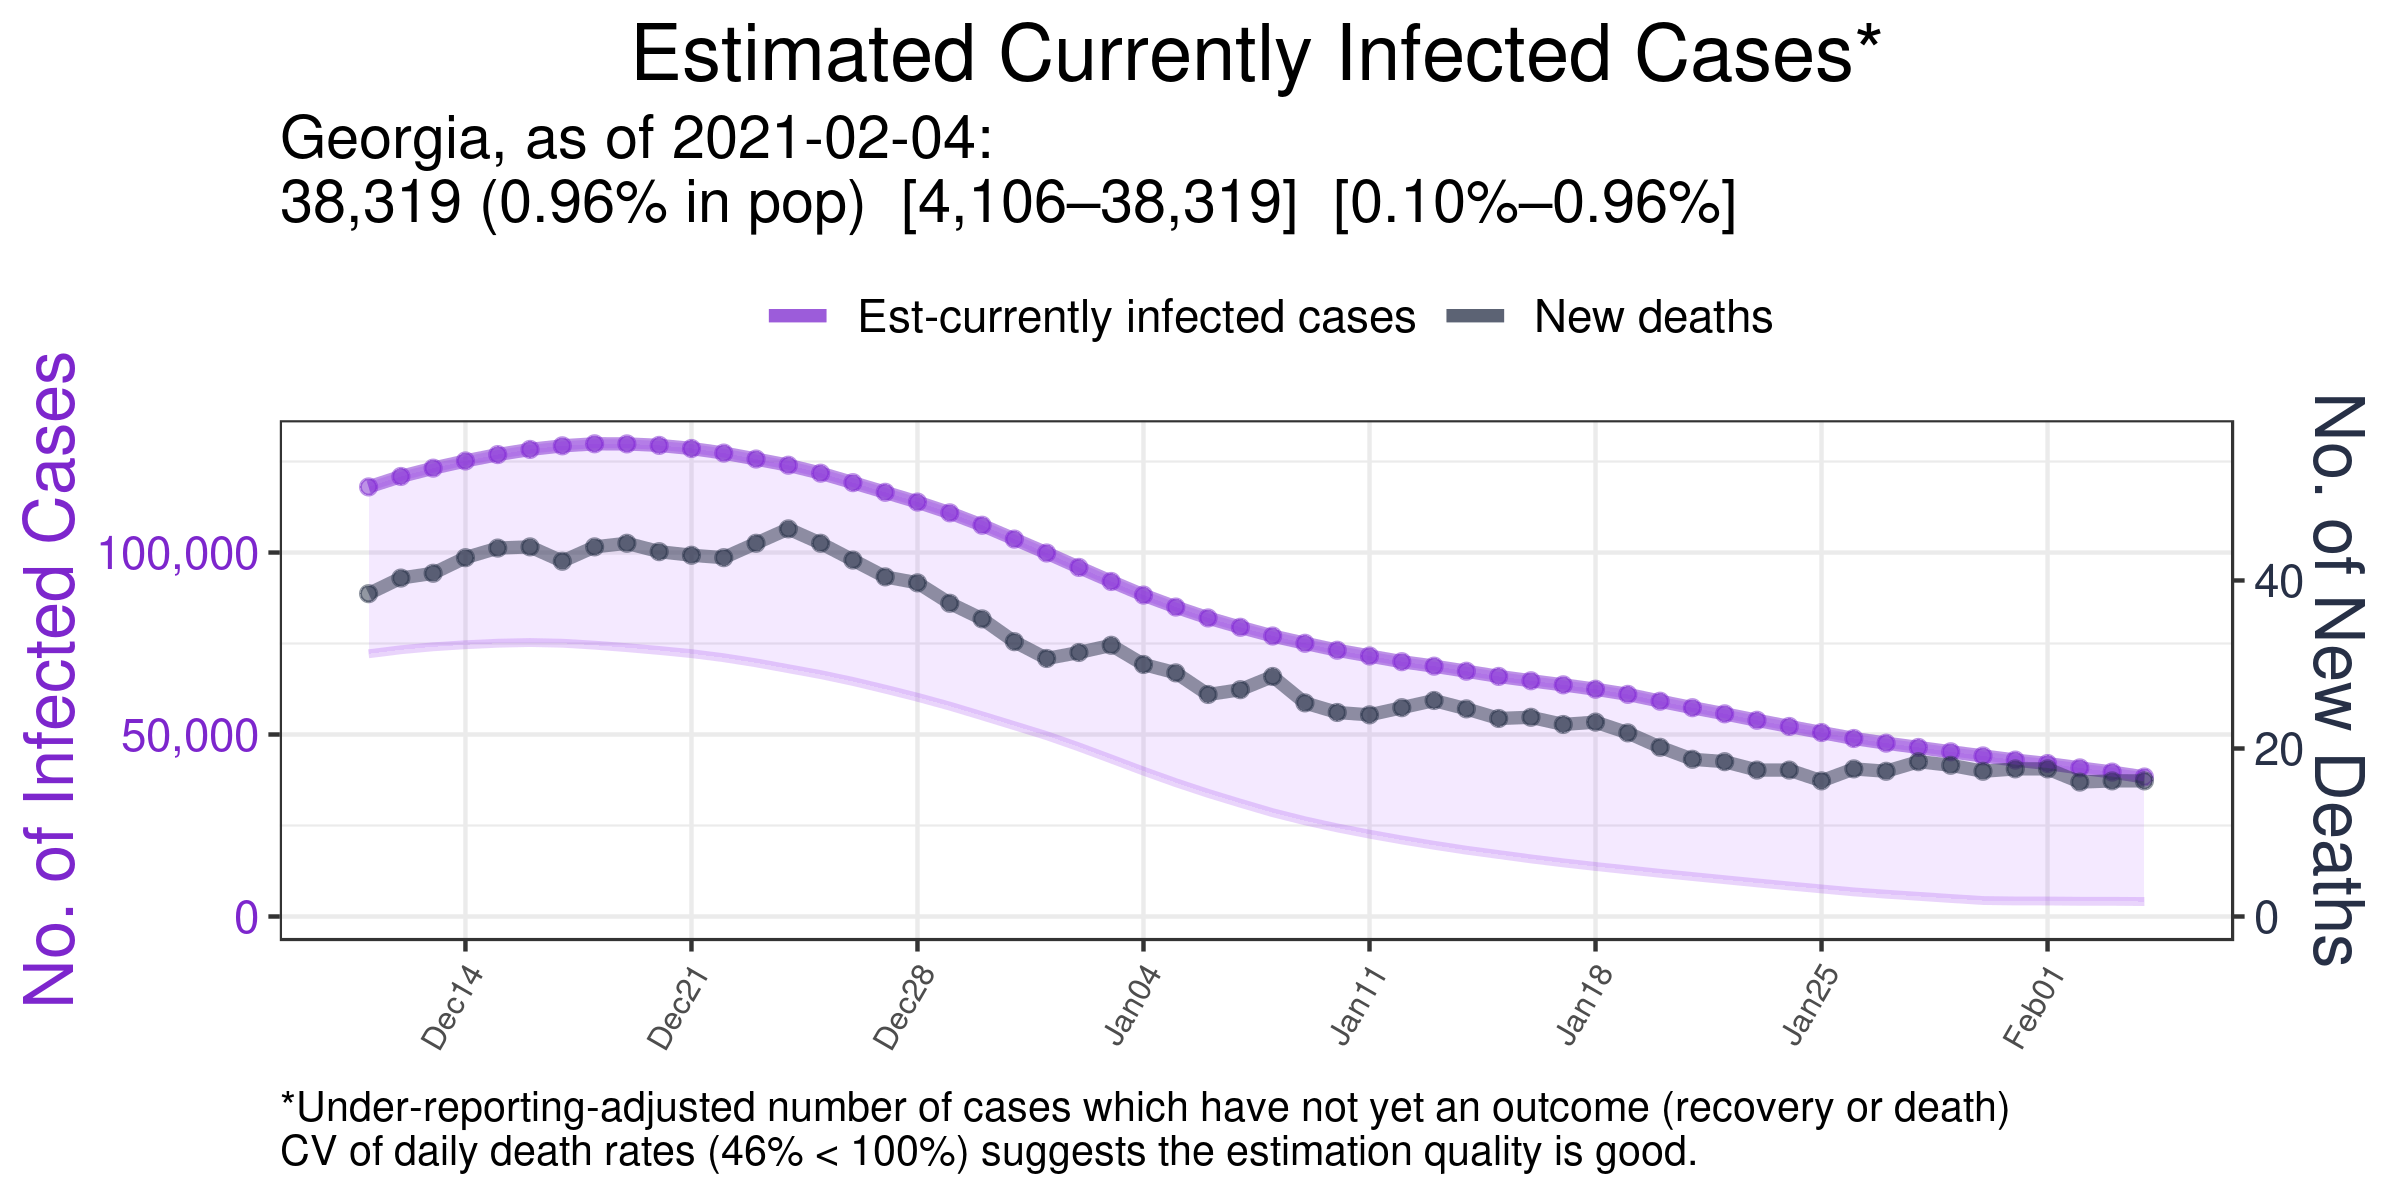 Estimated Currently Infected Cases*
Georgia, as of 2021-02-04:
38,319 (0.96% in pop)  [4,106–38,319]  [0.10%–0.96%]
Est-currently infected cases
New deaths
No. of Infected Cases
100,000
50,000
0
No. of New Deaths
40
20
0
Dec14
Dec21
Dec28
Jan04
Jan11
Jan18
Jan25
Feb01
*Under-reporting-adjusted number of cases which have not yet an outcome (recovery or death)
CV of daily death rates (46% < 100%) suggests the estimation quality is good.